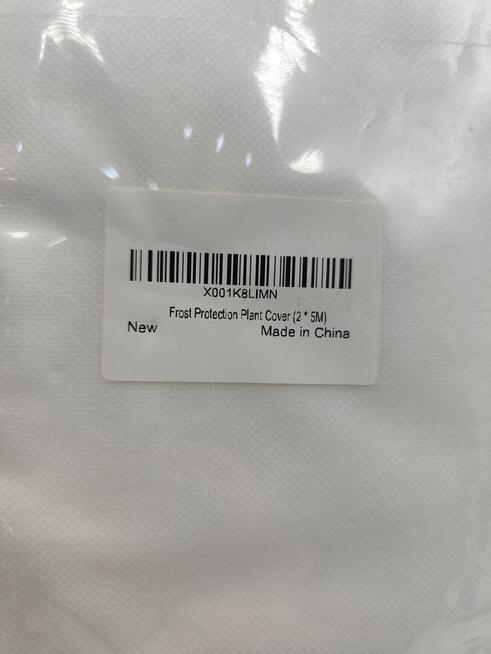 X001K8LIMN
Frost Protection Plant Cover (2 * 5M)
New Made in China